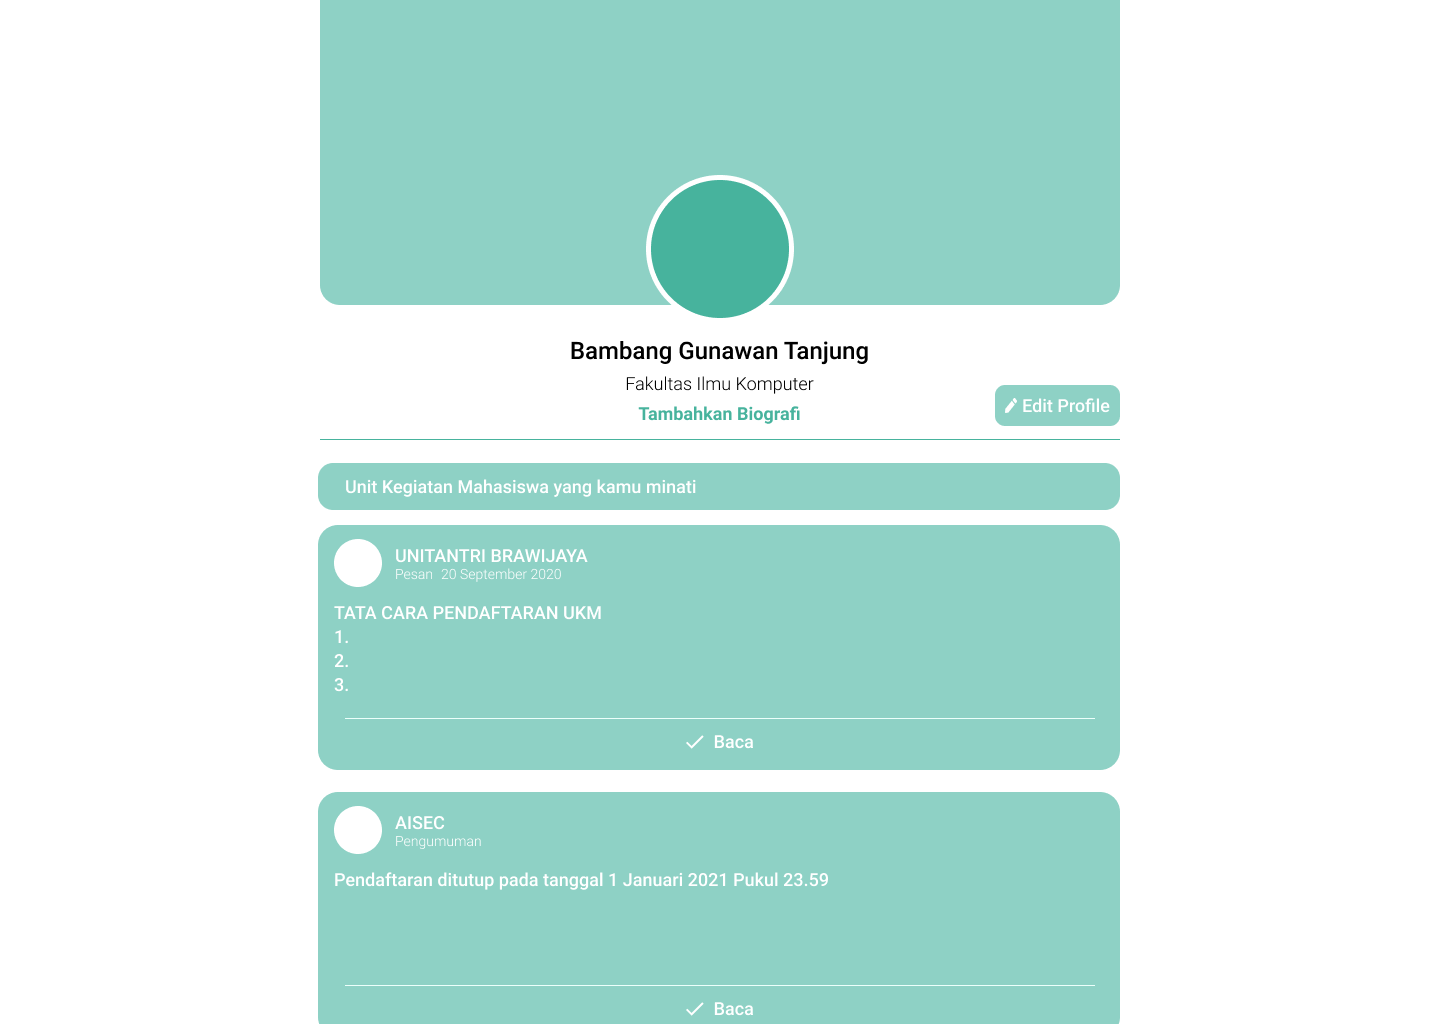 Bambang Gunawan Tanjung
Fakultas Ilmu Komputer
Tambahkan Biografi
Edit Profile
Unit Kegiatan Mahasiswa yang kamu minati
UNITANTRI BRAWIJAYA
Pesan 20 September 2020
TATA CARA PENDAFTARAN UKM
1.
2.
3.
Baca
AISEC
Pengumuman
Pendaftaran ditutup pada tanggal 1 Januari 2021 Pukul 23.59
Baca